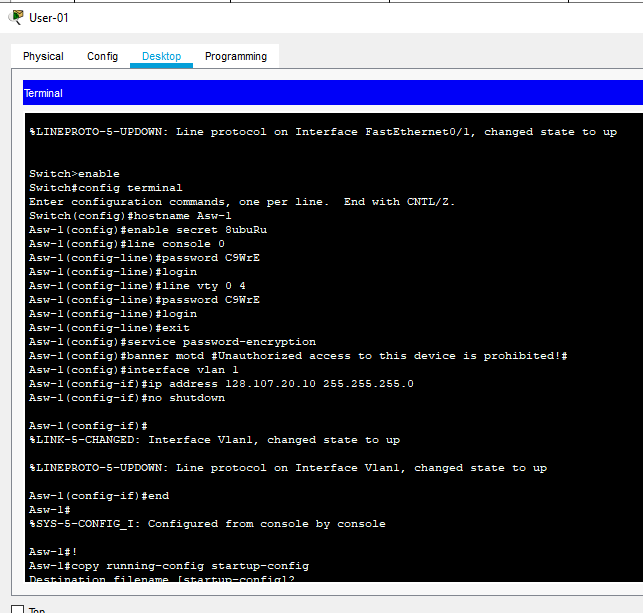 User-01
Physical Config Desktop Programming
Terminal
%LINEPROTO-5-UPDOWN: Line protocol on Interface FastEthernet0/1, changed state to up
Switch>enable
Switch#config terminal
Enter configuration commands, one per line.  End with CNTL/Z.
Switch(config)#hostname Asw-1
Asw-1(config)#enable secret 8ubuRu
Asw-1(config)#line console 0
Asw-1(config-line)#password C9WrE
Asw-1(config-line)#login
Asw-1(config-line)#line vty 0 4
Asw-1(config-line)#password C9WrE
Asw-1(config-line)#login
Asw-1(config-line)#exit
Asw-1(config)#service password-encryption
Asw-1(config)#banner motd #Unauthorized access to this device is prohibited!#
Asw-1(config)#interface vlan 1
Asw-1(config-if)#ip address 128.107.20.10 255.255.255.0
Asw-1(config-if)#no shutdown
Asw-1(config-if)#
%LINK-5-CHANGED: Interface Vlan1, changed state to up
%LINEPROTO-5-UPDOWN: Line protocol on Interface Vlan1, changed state to up
Asw-1(config-if)#end
Asw-1#
%SYS-5-CONFIG_I: Configured from console by console
Asw-1#!
Asw-1#copy running-config startup-config
Destination filename [startup-config]?
Top